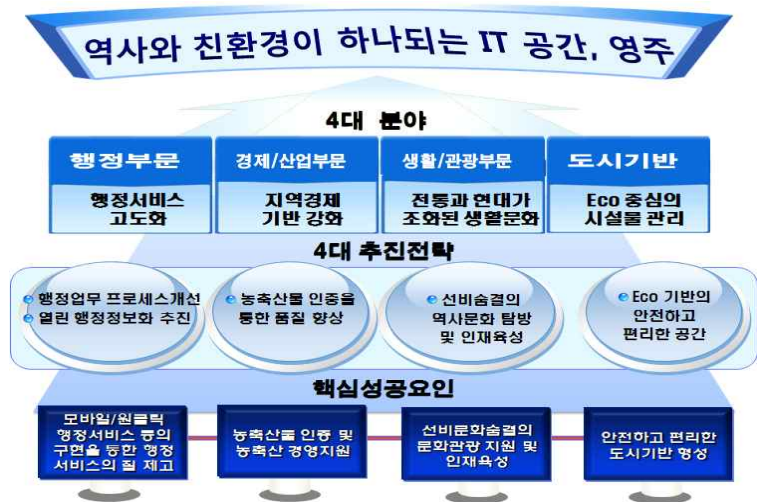 역사와 친환경이 하나되는 IT 공간, 영주
4대 분야
행정부문
경제/산업부문
생활/관광부문
도시기반
행정서비스
고도화
지역경제
기반 강화
전통과 현대가
조화된 생활문화
Eco 중심의
시설물 관리
4대 추진전략
행정업무 프로세스개선
열린 행정정보화 추진
농축산물 인증을
통한 품질 향상
선비숨결의
역사문화 탐방
및 인재육성
Eco 기반의
안전하고
편리한 공간
핵심성공요인
모바일/원클릭
행정서비스 등의
구현을 통한 행정
서비스의 질 제고
농축산물 인증 및
농축산 경영지원
선비문화숨결의
문화관광 지원 및
인재육성
안전하고 편리한
도시기반 형성